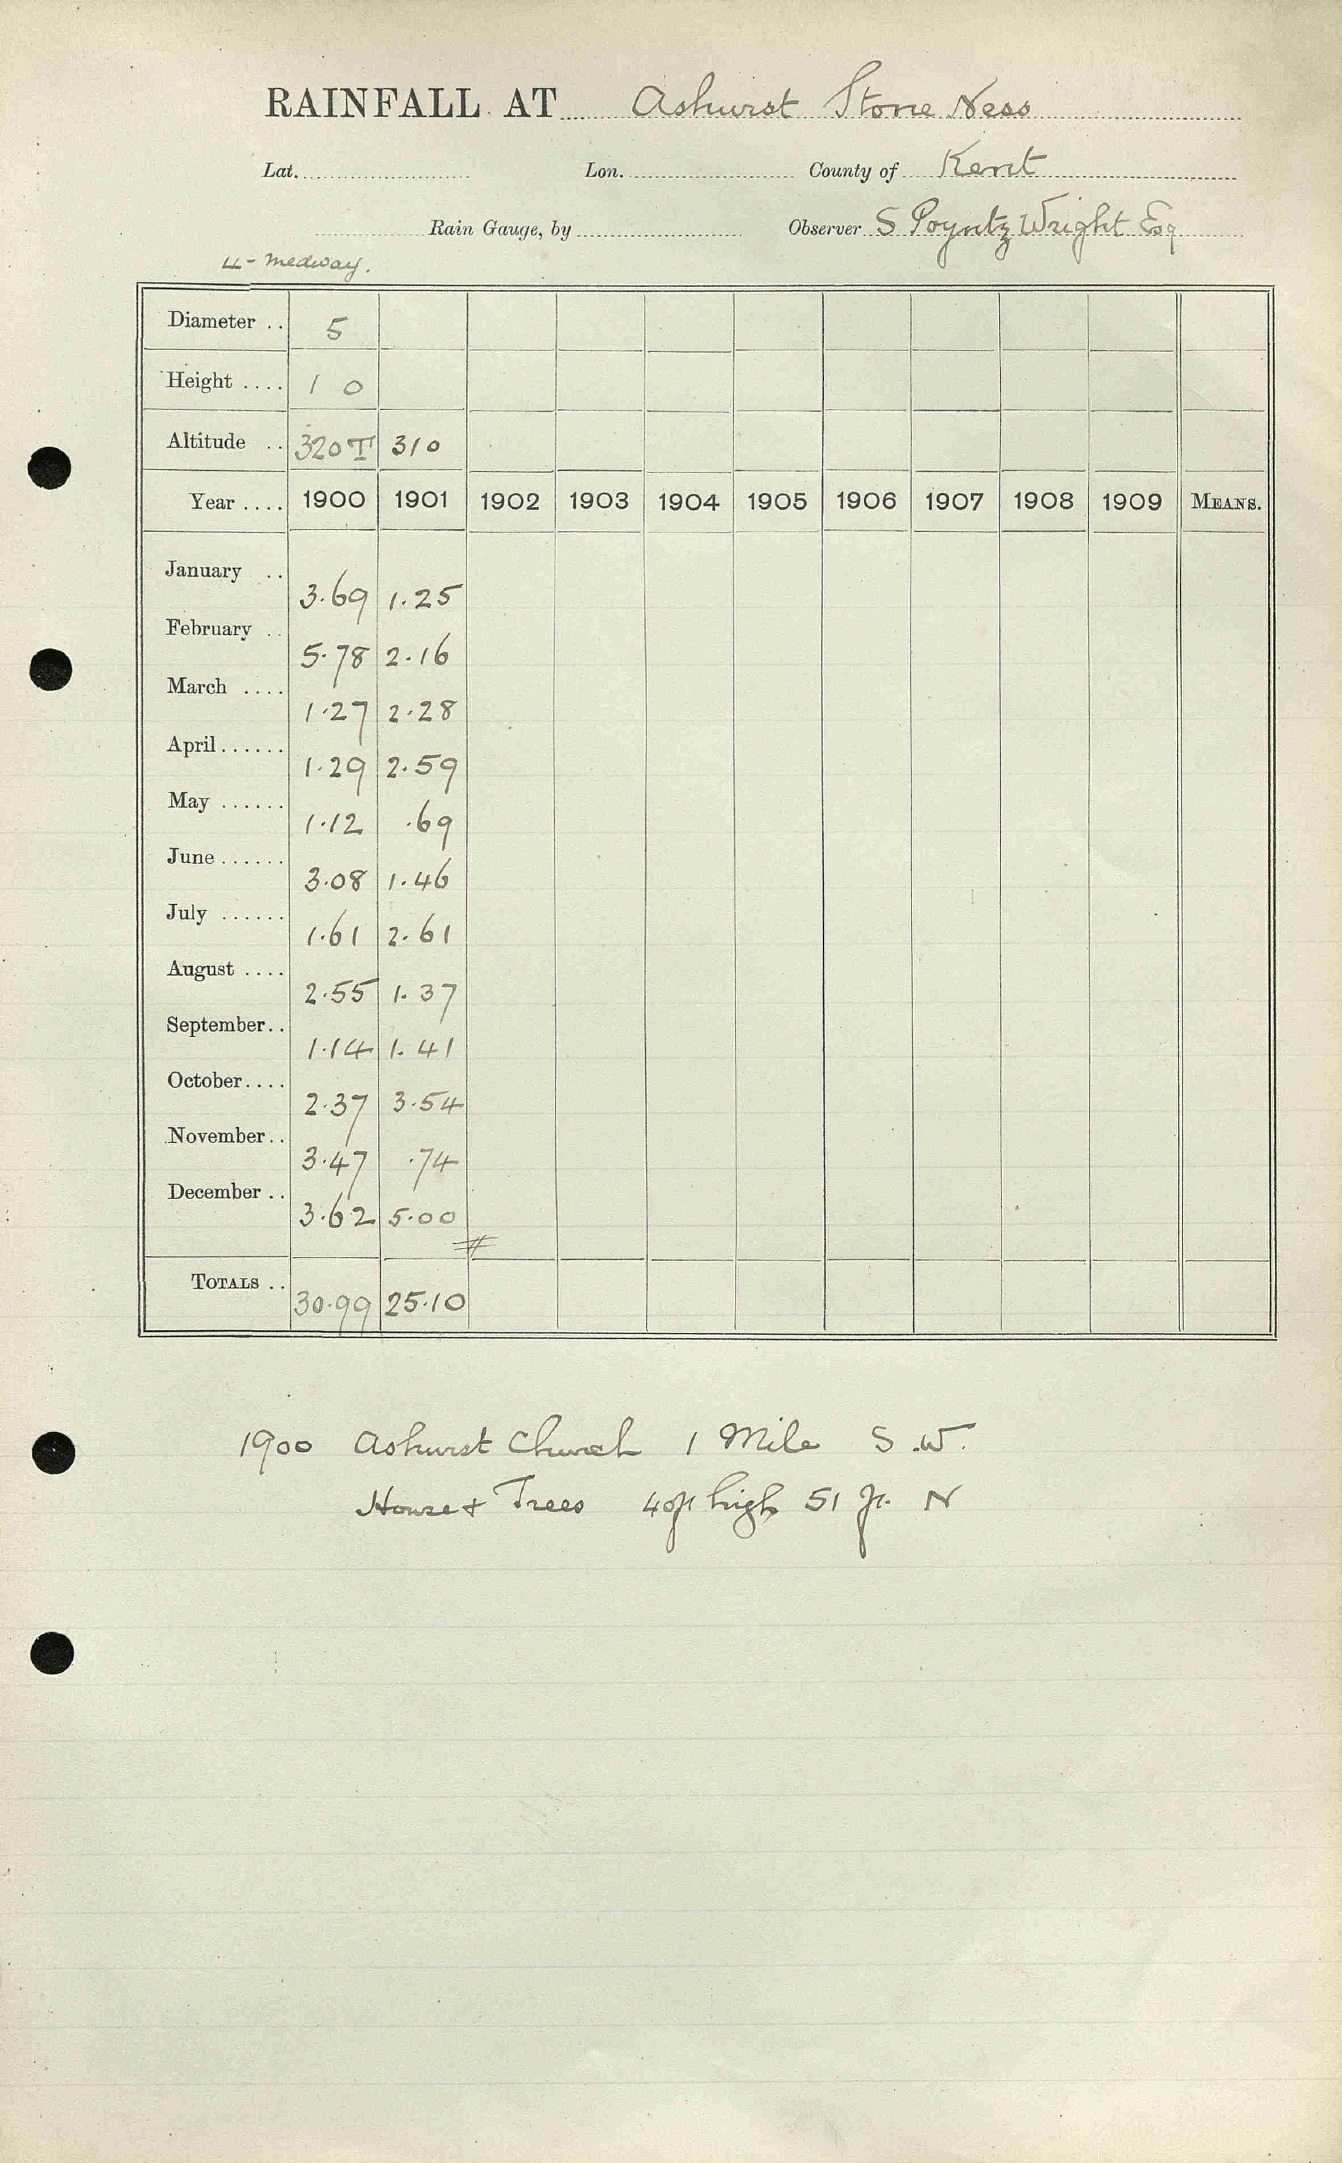 RAINFALL AT Ashurst Stone Ness
Lat. Lon. County of Kent
Rain Gauge, by Observer S Poyntz Wright Esq
4 - Medway.
Diameter .. 5
Height .... 1 0
Altitude .. 320 T 310
Year .... 1900 1901 1902 1903 1904 1905 1906 1907 1908 1909 MEANS.
January .. 3.69 1.25
February .. 5.78 2.16
March .... 1.27 2.28
April...... 1.29 2.59
May ...... 1.12 .69
June...... 3.08 1.46
July ...... 1.61 2.61
August .... 2.55 1.37
September.. 1.14 1.41
October.... 2.37 3.54
November.. 3.47 .74
December .. 3.62 5.00
TOTALS .. 30.99 25.10
1900 Ashurst Church 1 Mile S.W.
House & Trees 40ft high 51 ft. N